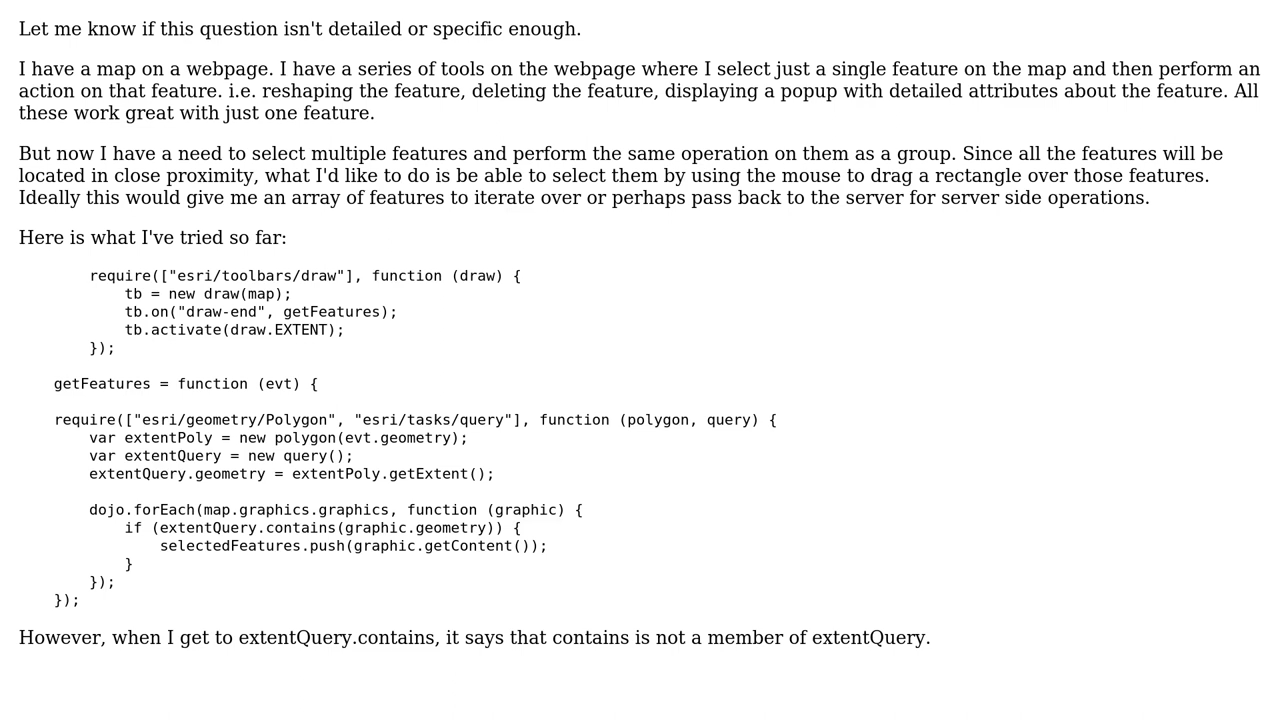 Let me know if this question isn't detailed or specific enough.
I have a map on a webpage. I have a series of tools on the webpage where I select just a single feature on the map and then perform an
action on that feature. i.e. reshaping the feature, deleting the feature, displaying a popup with detailed attributes about the feature. All
these work great with just one feature.
But now I have a need to select multiple features and perform the same operation on them as a group. Since all the features will be
located in close proximity, what I'd like to do is be able to select them by using the mouse to drag a rectangle over those features.
Ideally this would give me an array of features to iterate over or perhaps pass back to the server for server side operations.
Here is what I've tried so far:
        require(["esri/toolbars/draw"], function (draw) {
            tb = new draw(map);
            tb.on("draw-end", getFeatures);
            tb.activate(draw.EXTENT);
        });
    getFeatures = function (evt) {
    require(["esri/geometry/Polygon", "esri/tasks/query"], function (polygon, query) {
        var extentPoly = new polygon(evt.geometry);
        var extentQuery = new query();
        extentQuery.geometry = extentPoly.getExtent();
        dojo.forEach(map.graphics.graphics, function (graphic) {
            if (extentQuery.contains(graphic.geometry)) {
                selectedFeatures.push(graphic.getContent());
            }
        });
    });
However, when I get to extentQuery.contains, it says that contains is not a member of extentQuery.